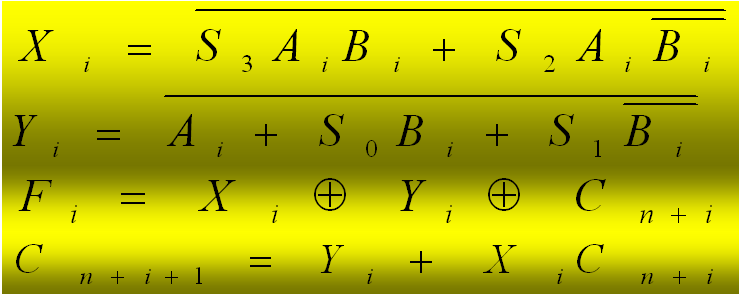 $X_i = \overline{S_3 A_i B_i + S_2 A_i \overline{B_i}}$
$Y_i = \overline{A_i + S_0 B_i + S_1 \overline{B_i}}$
$F_i = X_i \oplus Y_i \oplus C_{n+i}$
$C_{n+i+1} = Y_i + X_i C_{n+i}$